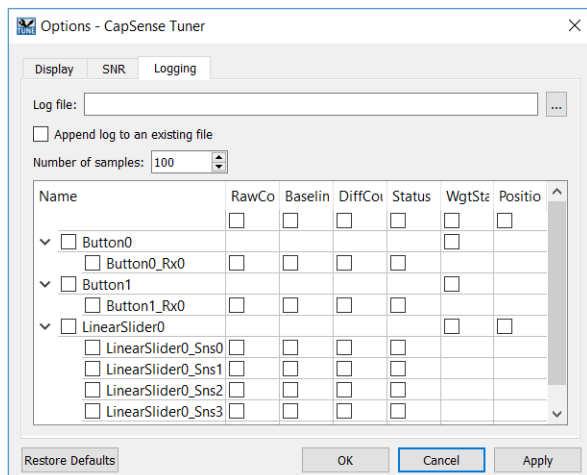 TUNE Options - CapSense Tuner
Display SNR Logging
Log file: ...
Append log to an existing file
Number of samples: 100
Name RawCo Baselin DiffCou Status WgtSta Positio
Button0
Button0_Rx0
Button1
Button1_Rx0
LinearSlider0
LinearSlider0_Sns0
LinearSlider0_Sns1
LinearSlider0_Sns2
LinearSlider0_Sns3
Restore Defaults OK Cancel Apply